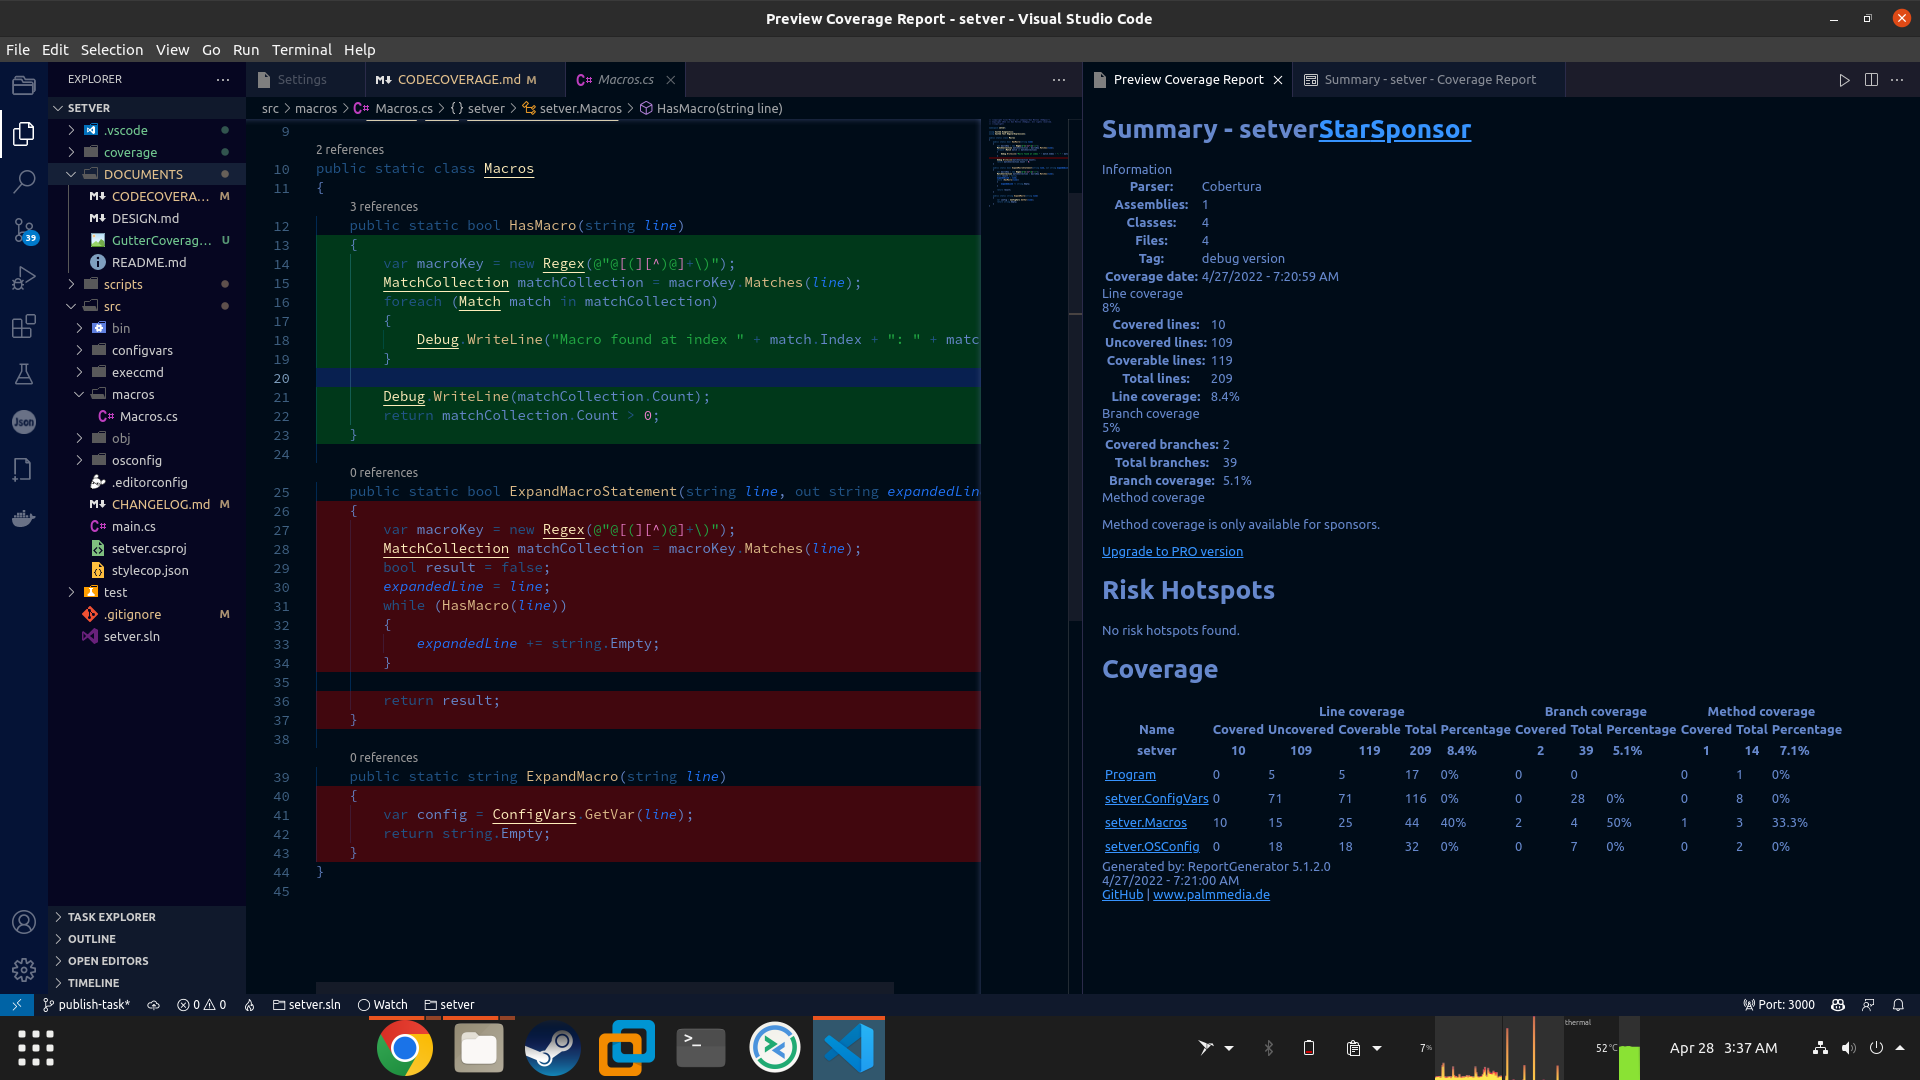 Preview Coverage Report - setver - Visual Studio Code
File Edit Selection View Go Run Terminal Help
EXPLORER
SETVER
.vscode
coverage
DOCUMENTS
CODECOVERA... M
DESIGN.md
GutterCoverag... U
README.md
scripts
src
bin
configvars
execcmd
macros
Macros.cs
obj
osconfig
.editorconfig
CHANGELOG.md M
main.cs
setver.csproj
stylecop.json
test
.gitignore M
setver.sln
TASK EXPLORER
OUTLINE
OPEN EDITORS
TIMELINE
39
Json
Settings CODECOVERAGE.md M Macros.cs
src > macros > Macros.cs > {} setver > setver.Macros > HasMacro(string line)
9
2 references
10 public static class Macros
11 {
3 references
12 public static bool HasMacro(string line)
13 {
14 var macroKey = new Regex(@"@[(][^)@]+\)");
15 MatchCollection matchCollection = macroKey.Matches(line);
16 foreach (Match match in matchCollection)
17 {
18 Debug.WriteLine("Macro found at index " + match.Index + ": " + matc
19 }
20
21 Debug.WriteLine(matchCollection.Count);
22 return matchCollection.Count > 0;
23 }
24
0 references
25 public static bool ExpandMacroStatement(string line, out string expandedLin
26 {
27 var macroKey = new Regex(@"@[(][^)@]+\)");
28 MatchCollection matchCollection = macroKey.Matches(line);
29 bool result = false;
30 expandedLine = line;
31 while (HasMacro(line))
32 {
33 expandedLine += string.Empty;
34 }
35
36 return result;
37 }
38
0 references
39 public static string ExpandMacro(string line)
40 {
41 var config = ConfigVars.GetVar(line);
42 return string.Empty;
43 }
44 }
45
Preview Coverage Report Summary - setver - Coverage Report
Summary - setverStarSponsor
Information
Parser: Cobertura
Assemblies: 1
Classes: 4
Files: 4
Tag: debug version
Coverage date: 4/27/2022 - 7:20:59 AM
Line coverage
8%
Covered lines: 10
Uncovered lines: 109
Coverable lines: 119
Total lines: 209
Line coverage: 8.4%
Branch coverage
5%
Covered branches: 2
Total branches: 39
Branch coverage: 5.1%
Method coverage
Method coverage is only available for sponsors.
Upgrade to PRO version
Risk Hotspots
No risk hotspots found.
Coverage
Line coverage Branch coverage Method coverage
Name Covered Uncovered Coverable Total Percentage Covered Total Percentage Covered Total Percentage
setver 10 109 119 209 8.4% 2 39 5.1% 1 14 7.1%
Program 0 5 5 17 0% 0 0 0 1 0%
setver.ConfigVars 0 71 71 116 0% 0 28 0% 0 8 0%
setver.Macros 10 15 25 44 40% 2 4 50% 1 3 33.3%
setver.OSConfig 0 18 18 32 0% 0 7 0% 0 2 0%
Generated by: ReportGenerator 5.1.2.0
4/27/2022 - 7:21:00 AM
GitHub | www.palmmedia.de
publish-task* 0 0 setver.sln Watch setver Port: 3000
7% thermal 52°C Apr 28 3:37 AM